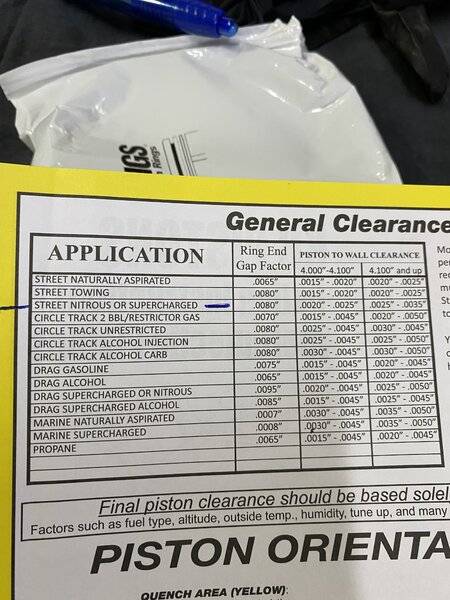 GS
Rings
General Clearance
APPLICATION
Ring End
Gap Factor
PISTON TO WALL CLEARANCE
4.000"-4.100" 4.100" and up
STREET NATURALLY ASPIRATED .0065" .0015" - .0020" .0020" - .0025"
STREET TOWING .0080" .0015" - .0020" .0020" - .0025"
STREET NITROUS OR SUPERCHARGED .0080" .0020" - .0025" .0025" - .0035"
CIRCLE TRACK 2 BBL/RESTRICTOR GAS .0070" .0015" - .0045" .0025" - .0050"
CIRCLE TRACK UNRESTRICTED .0080" .0025" - .0045" .0030" - .0045"
CIRCLE TRACK ALCOHOL INJECTION .0080" .0025" - .0045" .0025" - .0050"
CIRCLE TRACK ALCOHOL CARB .0080" .0030" - .0045" .0030" - .0050"
DRAG GASOLINE .0075" .0015" - .0045" .0020" - .0045"
DRAG ALCOHOL .0065" .0015" - .0045" .0020" - .0045"
DRAG SUPERCHARGED OR NITROUS .0095" .0020" - .0045" .0025" - .0050"
DRAG SUPERCHARGED ALCOHOL .0085" .0015" - .0045" .0025" - .0045"
MARINE NATURALLY ASPIRATED .0007" .0030" - .0045" .0035" - .0050"
MARINE SUPERCHARGED .0008" .0030" - .0045" .0035" - .0050"
PROPANE .0065" .0015" - .0045" .0020" - .0045"
Final piston clearance should be based solel
Factors such as fuel type, altitude, outside temp., humidity, tune up, and many
PISTON ORIENTA
QUENCH AREA (YELLOW):